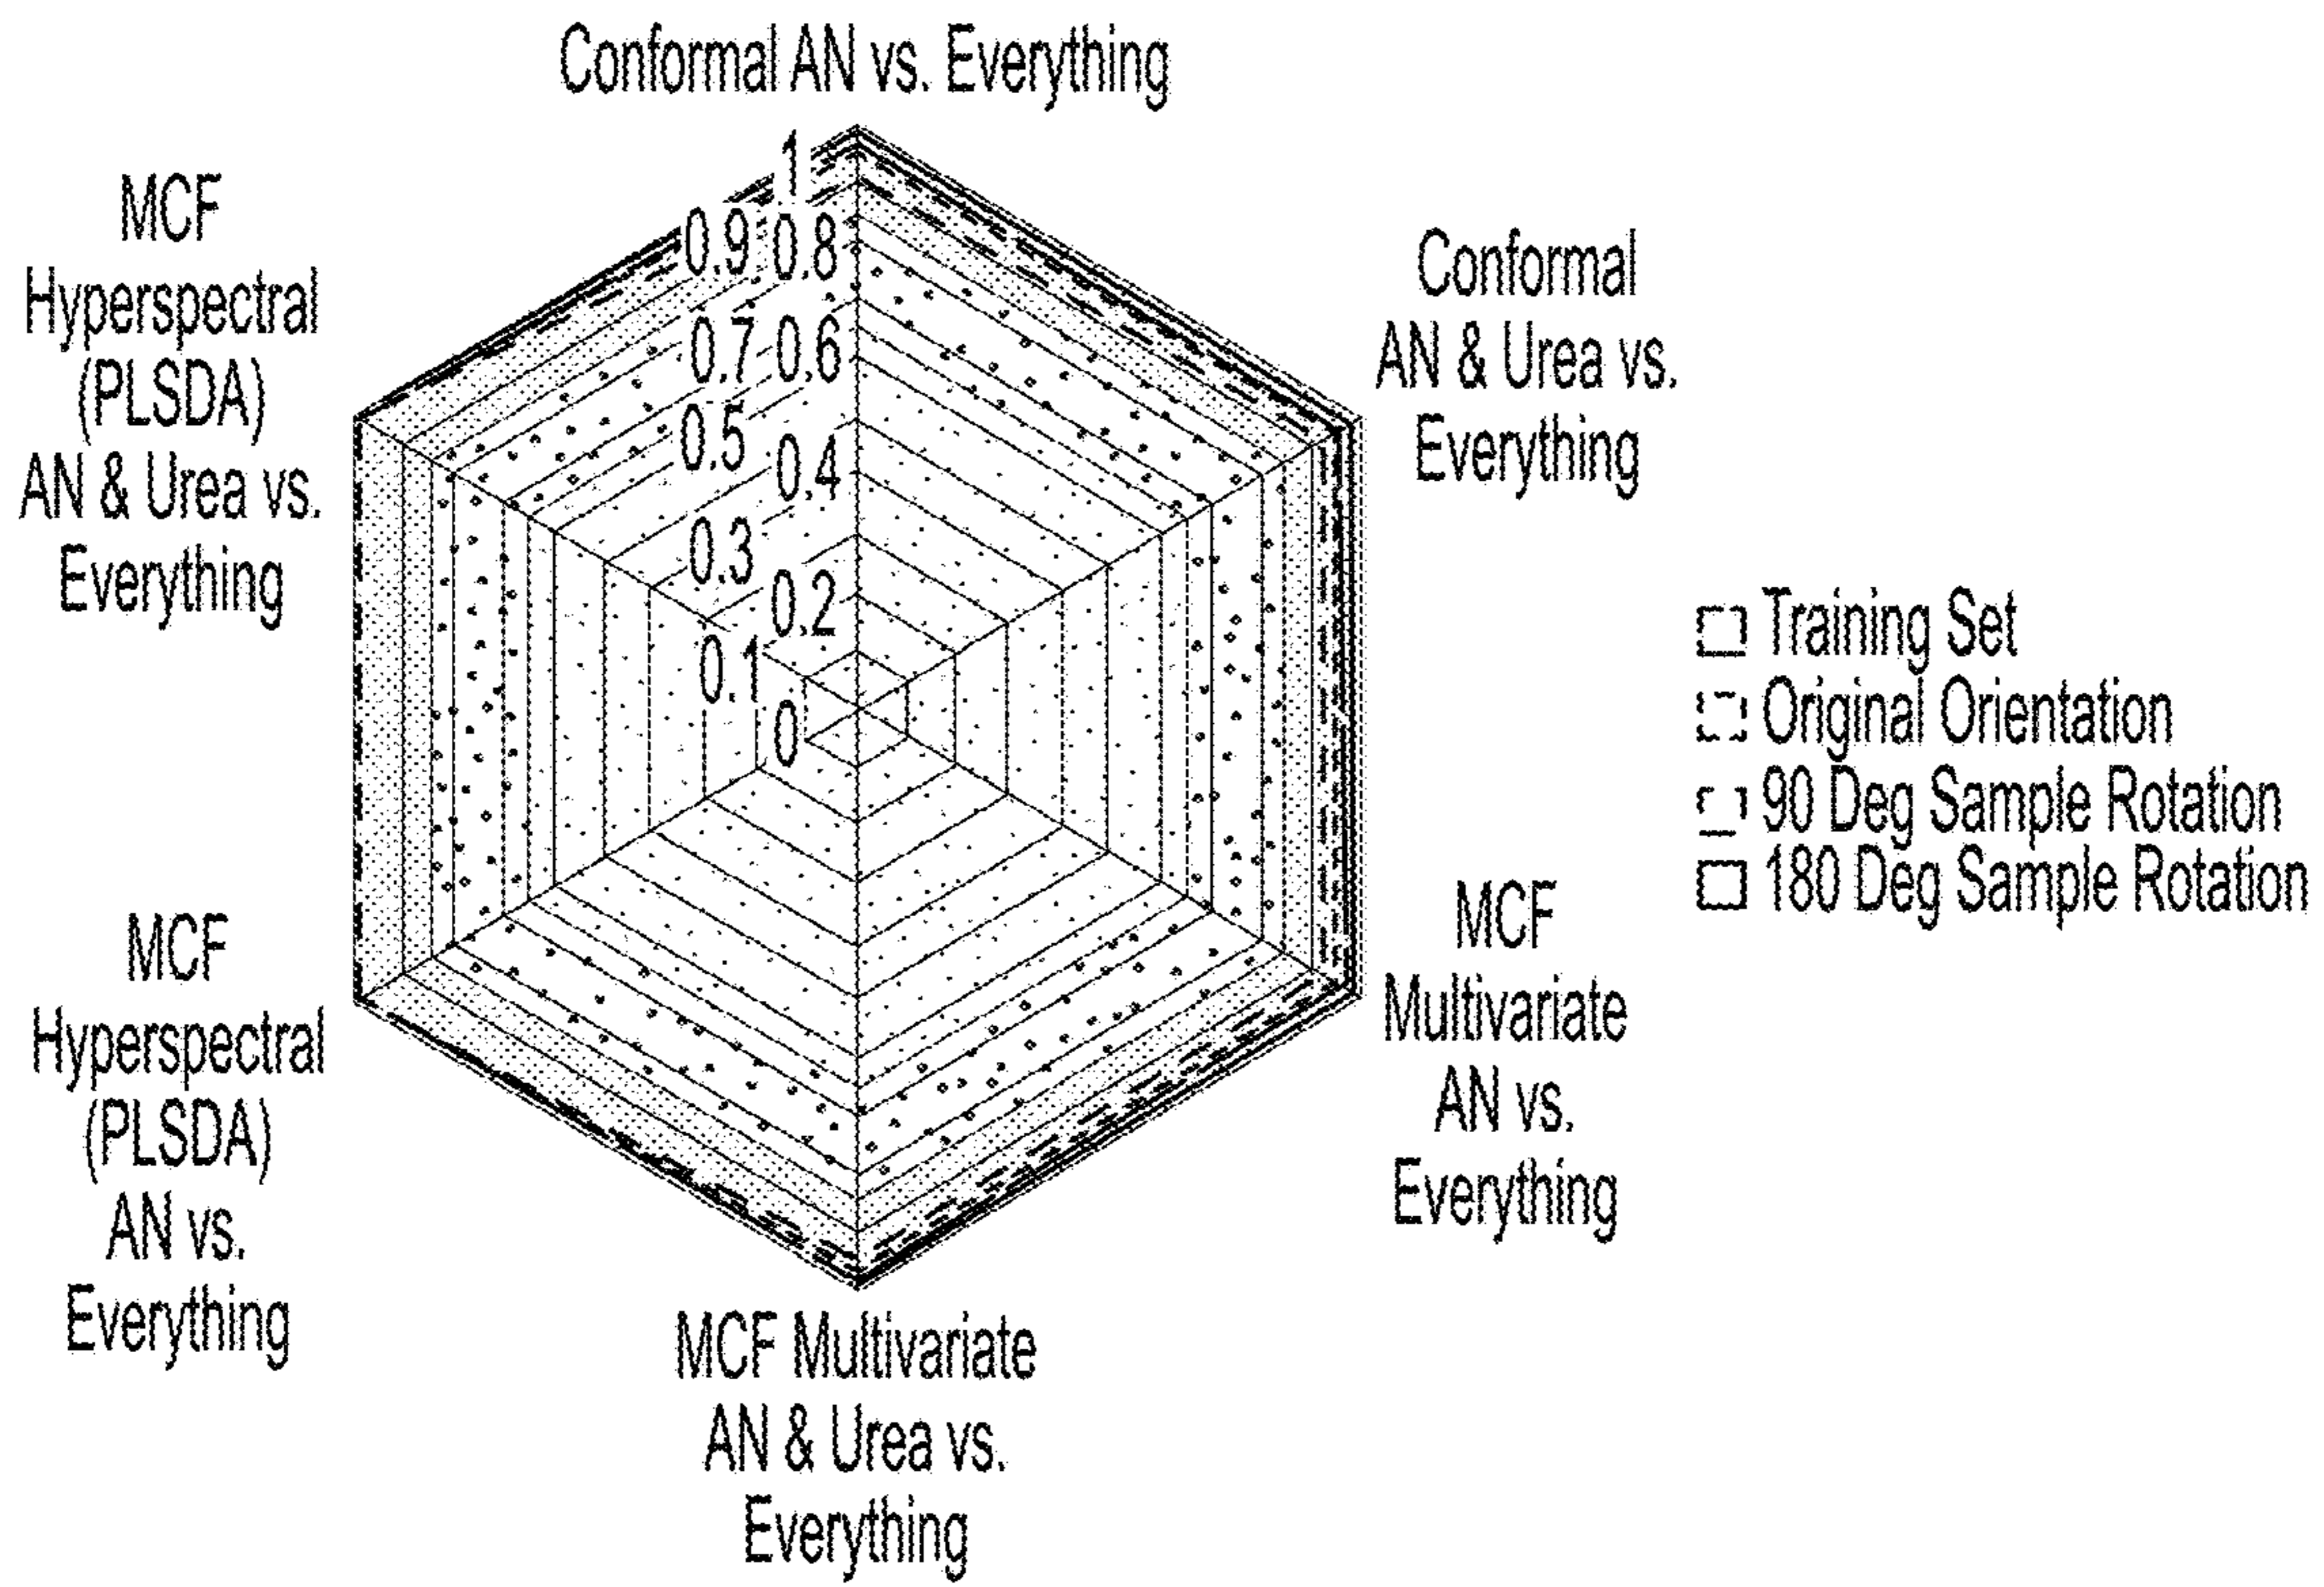 Conformal AN vs. Everything
Conformal
AN & Urea vs.
Everything
MCF
Multivariate
AN vs.
Everything
MCF Multivariate
AN & Urea vs.
Everything
MCF
Hyperspectral
(PLSDA)
AN vs.
Everything
MCF
Hyperspectral
(PLSDA)
AN & Urea vs.
Everything
1
0.9
0.8
0.7
0.6
0.5
0.4
0.3
0.2
0.1
0
Training Set
Original Orientation
90 Deg Sample Rotation
180 Deg Sample Rotation